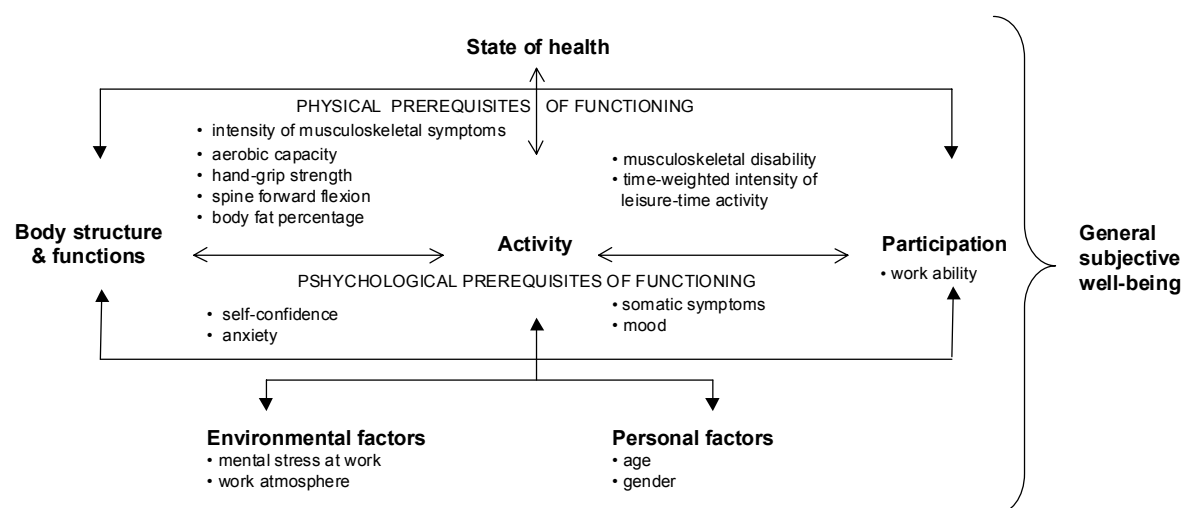 State of health
PHYSICAL PREREQUISITES OF FUNCTIONING
• intensity of musculoskeletal symptoms
• aerobic capacity
• hand-grip strength
• spine forward flexion
• body fat percentage
• musculoskeletal disability
• time-weighted intensity of
leisure-time activity
Body structure
& functions
Activity
Participation
• work ability
General
subjective
well-being
PSHYCHOLOGICAL PREREQUISITES OF FUNCTIONING
• self-confidence
• anxiety
• somatic symptoms
• mood
Environmental factors
• mental stress at work
• work atmosphere
Personal factors
• age
• gender